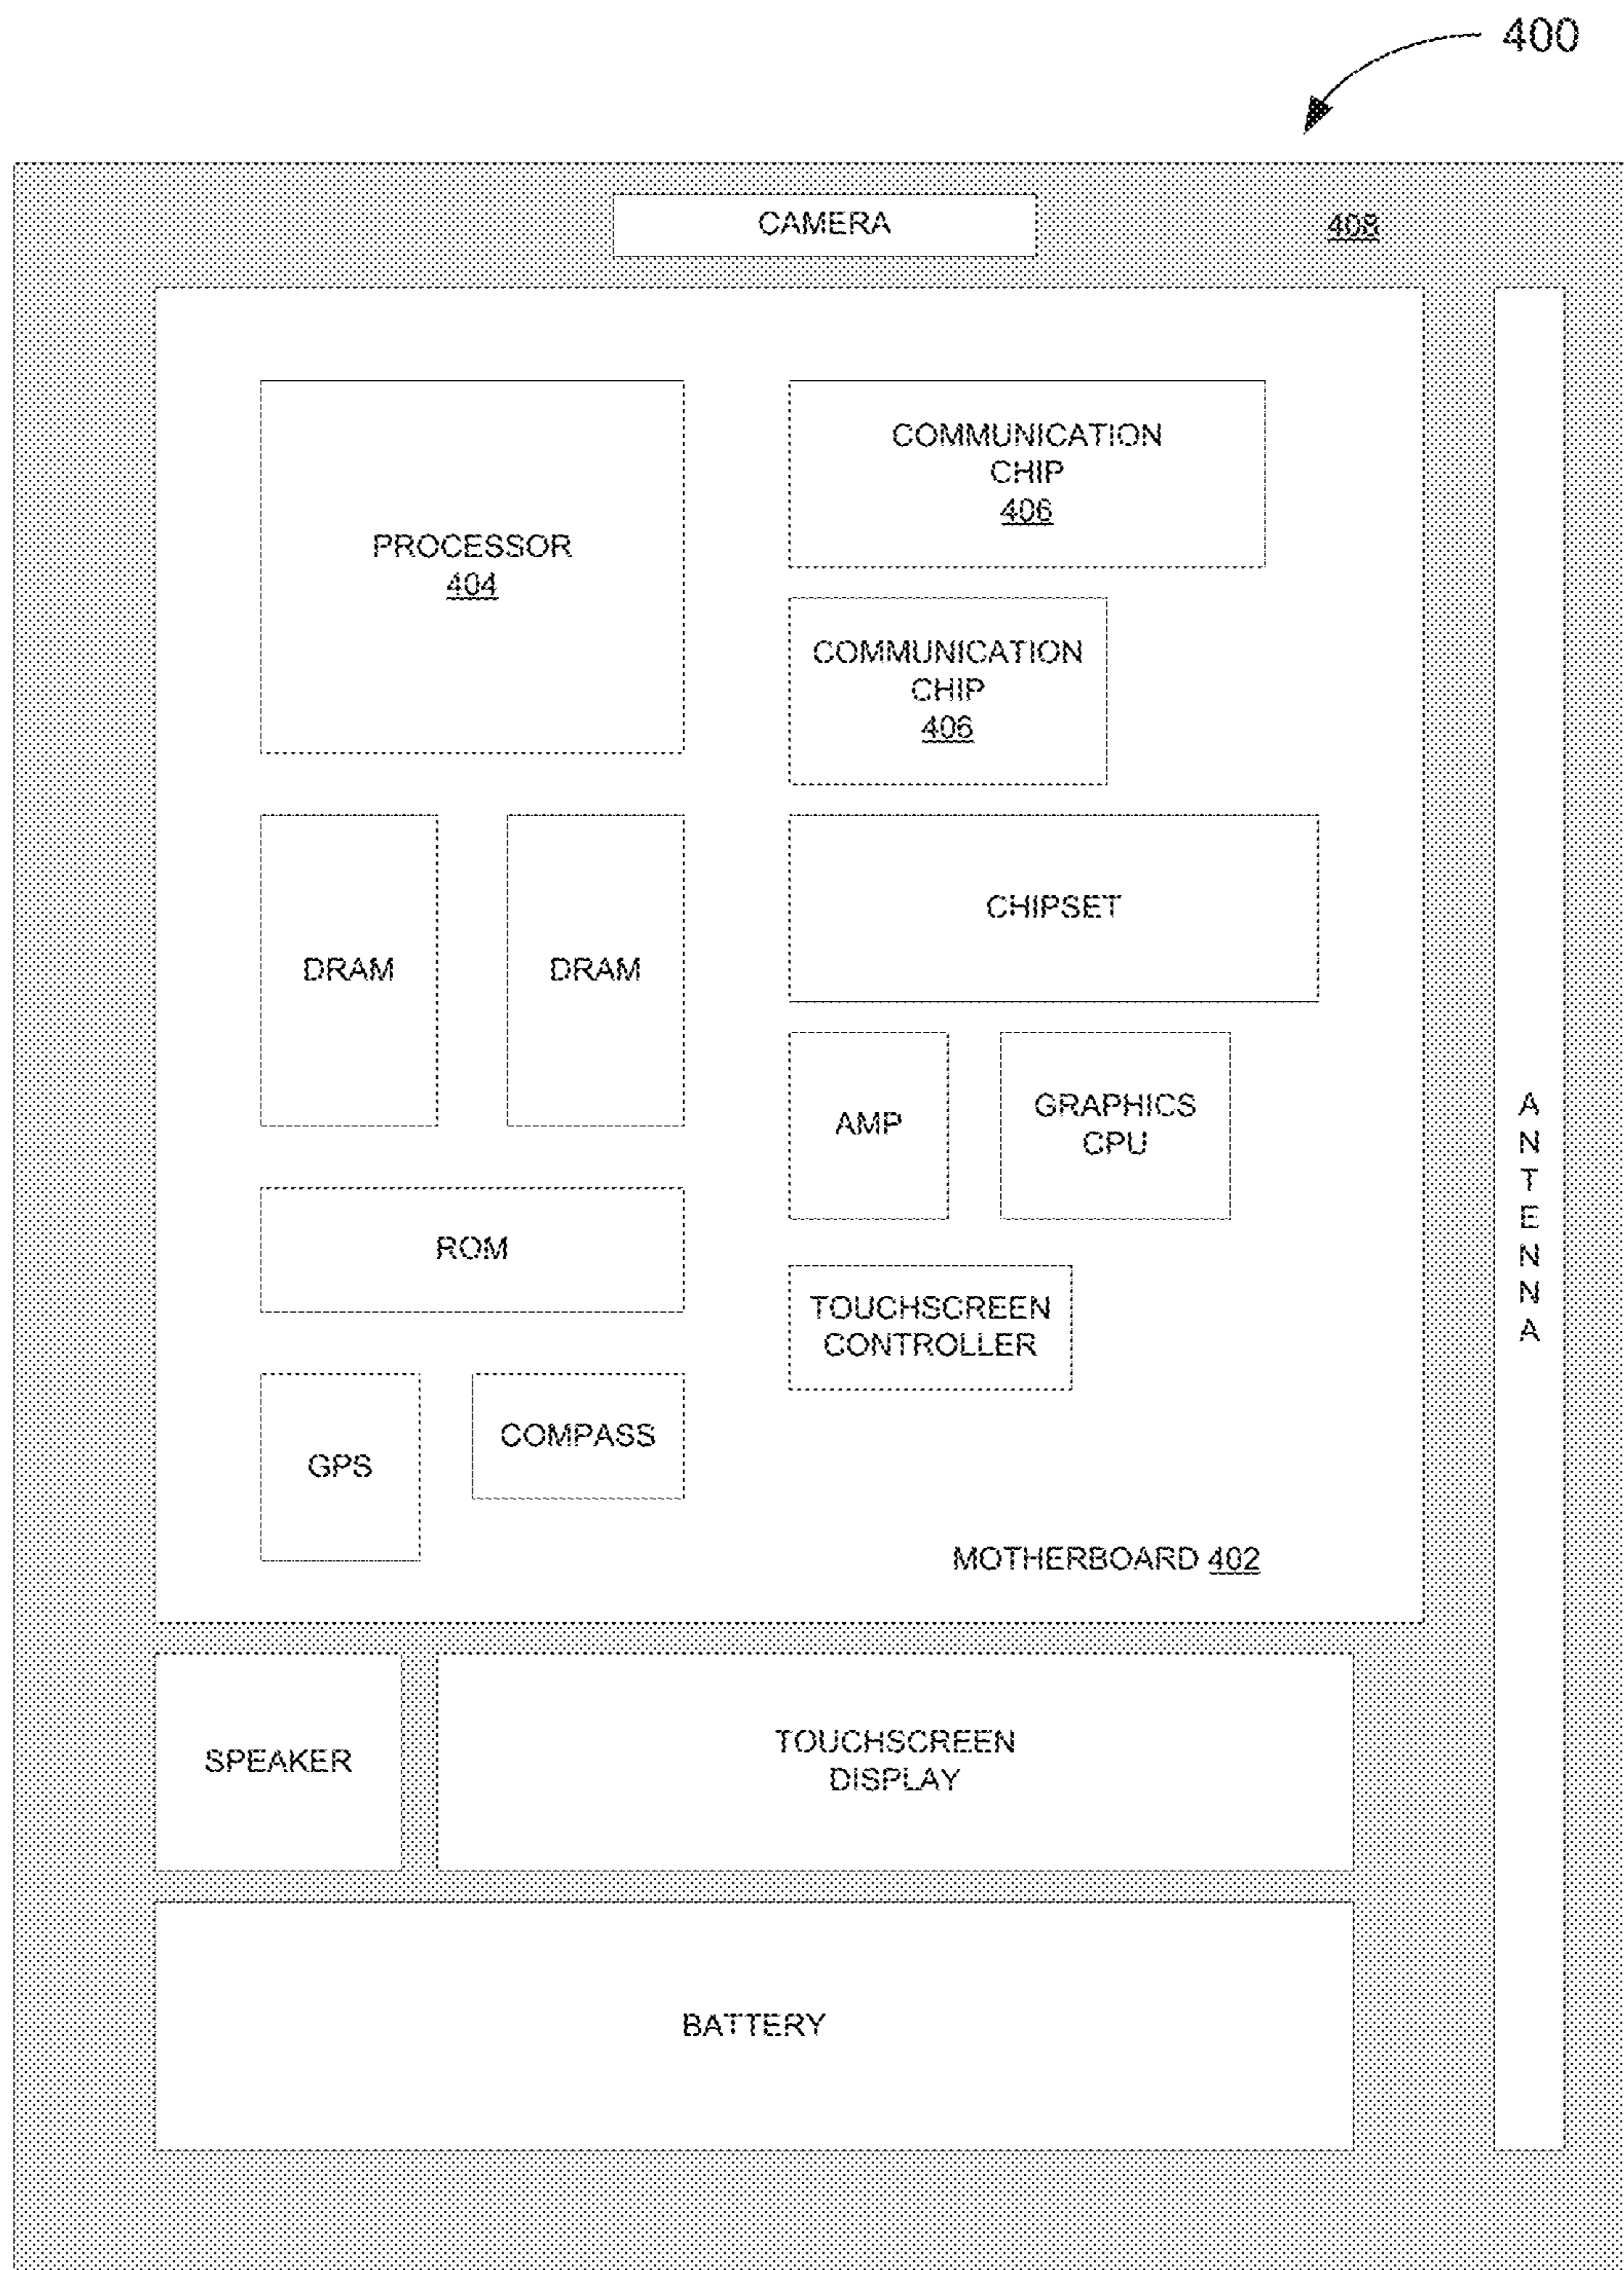 400
CAMERA
408
PROCESSOR
404
COMMUNICATION
CHIP
406
COMMUNICATION
CHIP
406
DRAM
DRAM
CHIPSET
AMP
GRAPHICS
CPU
ROM
TOUCHSCREEN
CONTROLLER
GPS
COMPASS
MOTHERBOARD 402
A
N
T
E
N
N
A
SPEAKER
TOUCHSCREEN
DISPLAY
BATTERY